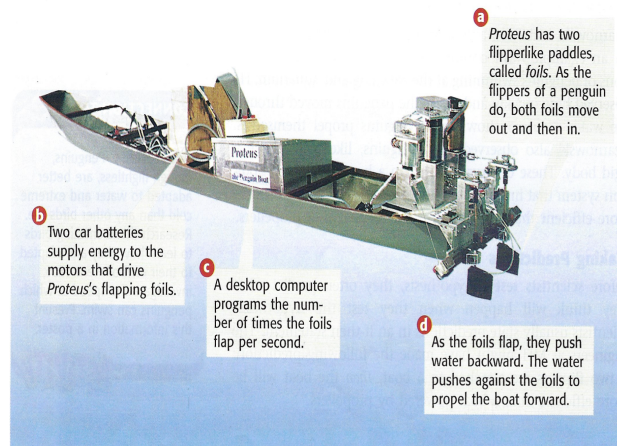 a
Proteus has two
flipperlike paddles,
called foils. As the
flippers of a penguin
do, both foils move
out and then in.
Proteus
the Penguin Boat
b
Two car batteries
supply energy to the
motors that drive
Proteus's flapping foils.
c
A desktop computer
programs the num-
ber of times the foils
flap per second.
d
As the foils flap, they push
water backward. The water
pushes against the foils to
propel the boat forward.